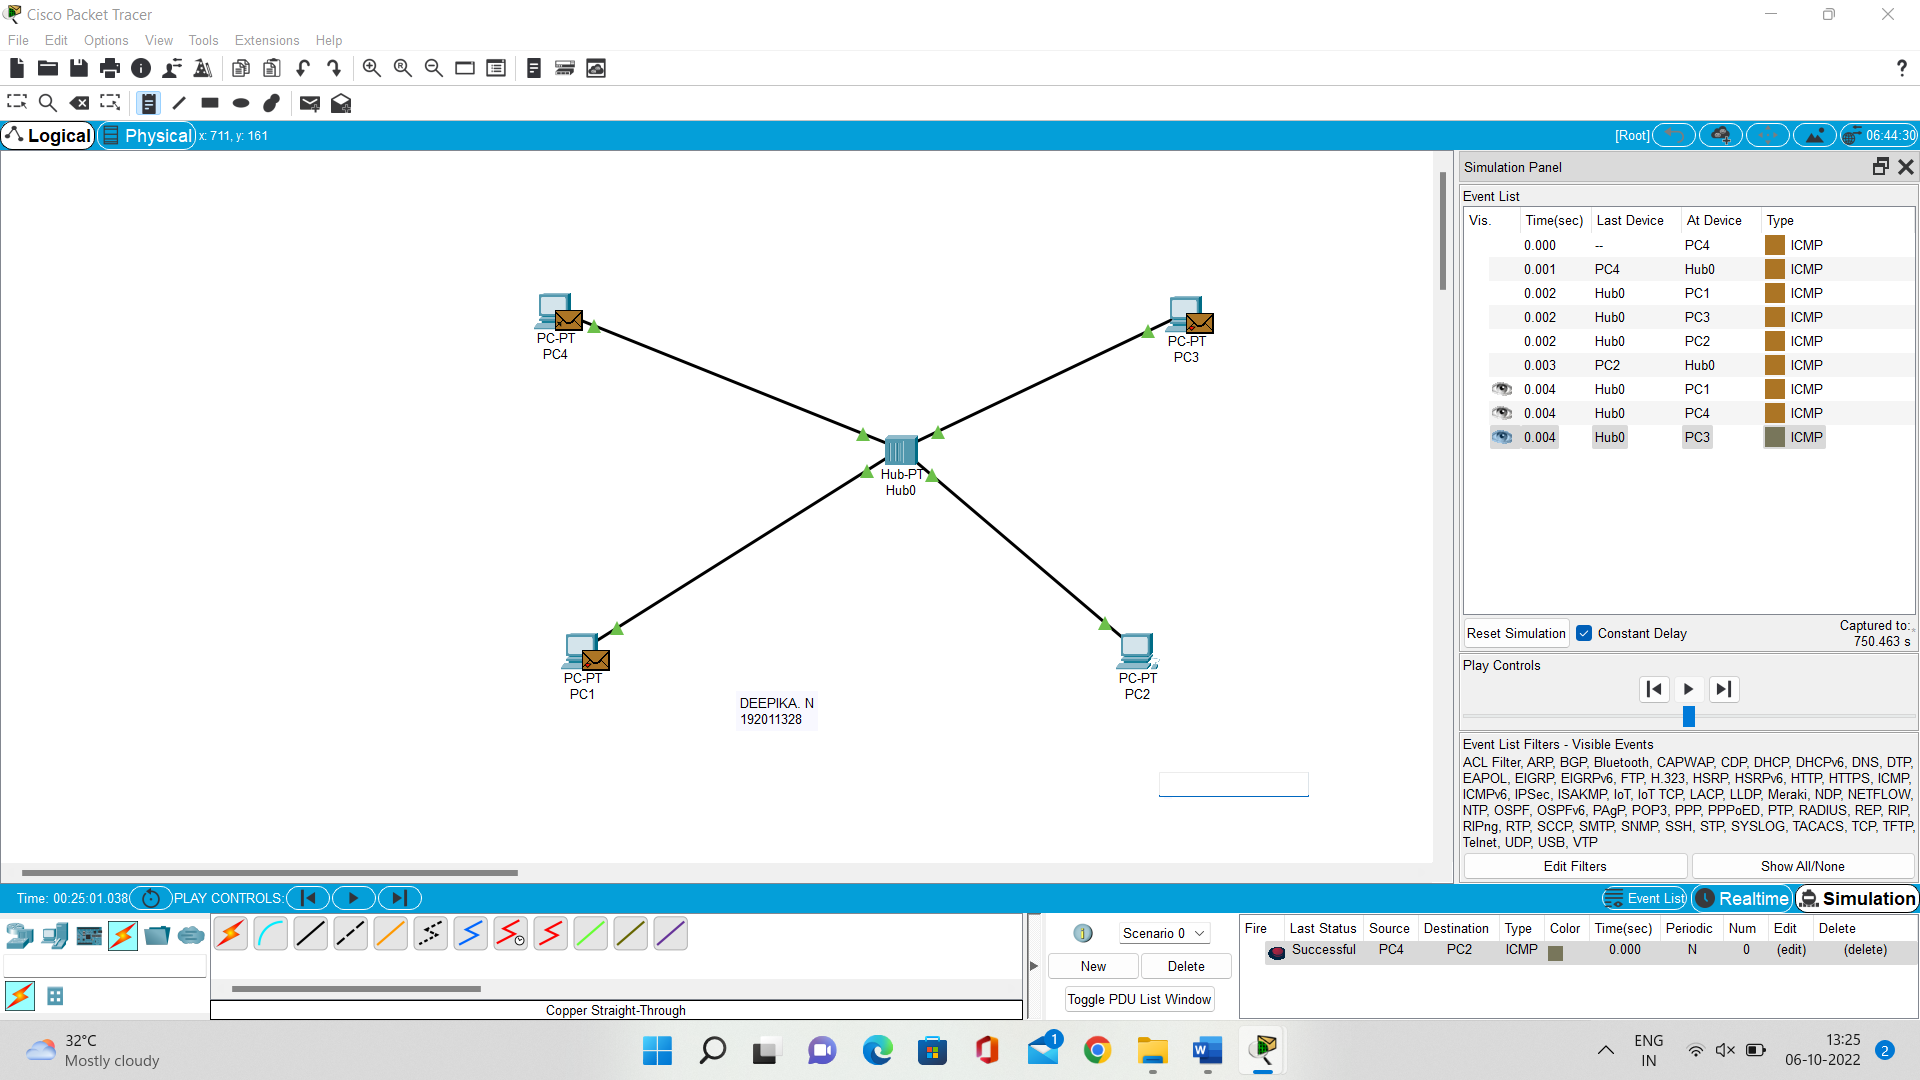 Cisco Packet Tracer
File Edit Options View Tools Extensions Help
?
Logical Physical x: 711, y: 161 [Root] 06:44:30
Simulation Panel
Event List
Vis. Time(sec) Last Device At Device Type
0.000 -- PC4 ICMP
0.001 PC4 Hub0 ICMP
0.002 Hub0 PC1 ICMP
0.002 Hub0 PC3 ICMP
0.002 Hub0 PC2 ICMP
0.003 PC2 Hub0 ICMP
0.004 Hub0 PC1 ICMP
0.004 Hub0 PC4 ICMP
0.004 Hub0 PC3 ICMP
PC-PT
PC4
PC-PT
PC3
Hub-PT
Hub0
PC-PT
PC1
PC-PT
PC2
DEEPIKA. N
192011328
Reset Simulation Constant Delay Captured to:
750.463 s
Play Controls
Event List Filters - Visible Events
ACL Filter, ARP, BGP, Bluetooth, CAPWAP, CDP, DHCP, DHCPv6, DNS, DTP,
EAPOL, EIGRP, EIGRPv6, FTP, H.323, HSRP, HSRPv6, HTTP, HTTPS, ICMP,
ICMPv6, IPSec, ISAKMP, IoT, IoT TCP, LACP, LLDP, Meraki, NDP, NETFLOW,
NTP, OSPF, OSPFv6, PAgP, POP3, PPP, PPPoED, PTP, RADIUS, REP, RIP,
RIPng, RTP, SCCP, SMTP, SNMP, SSH, STP, SYSLOG, TACACS, TCP, TFTP,
Telnet, UDP, USB, VTP
Edit Filters Show All/None
Time: 00:25:01.038 PLAY CONTROLS: Event List Realtime Simulation
Scenario 0
New Delete
Toggle PDU List Window
Fire Last Status Source Destination Type Color Time(sec) Periodic Num Edit Delete
Successful PC4 PC2 ICMP 0.000 N 0 (edit) (delete)
Copper Straight-Through
32°C
Mostly cloudy
1
ENG
IN
13:25
06-10-2022
2